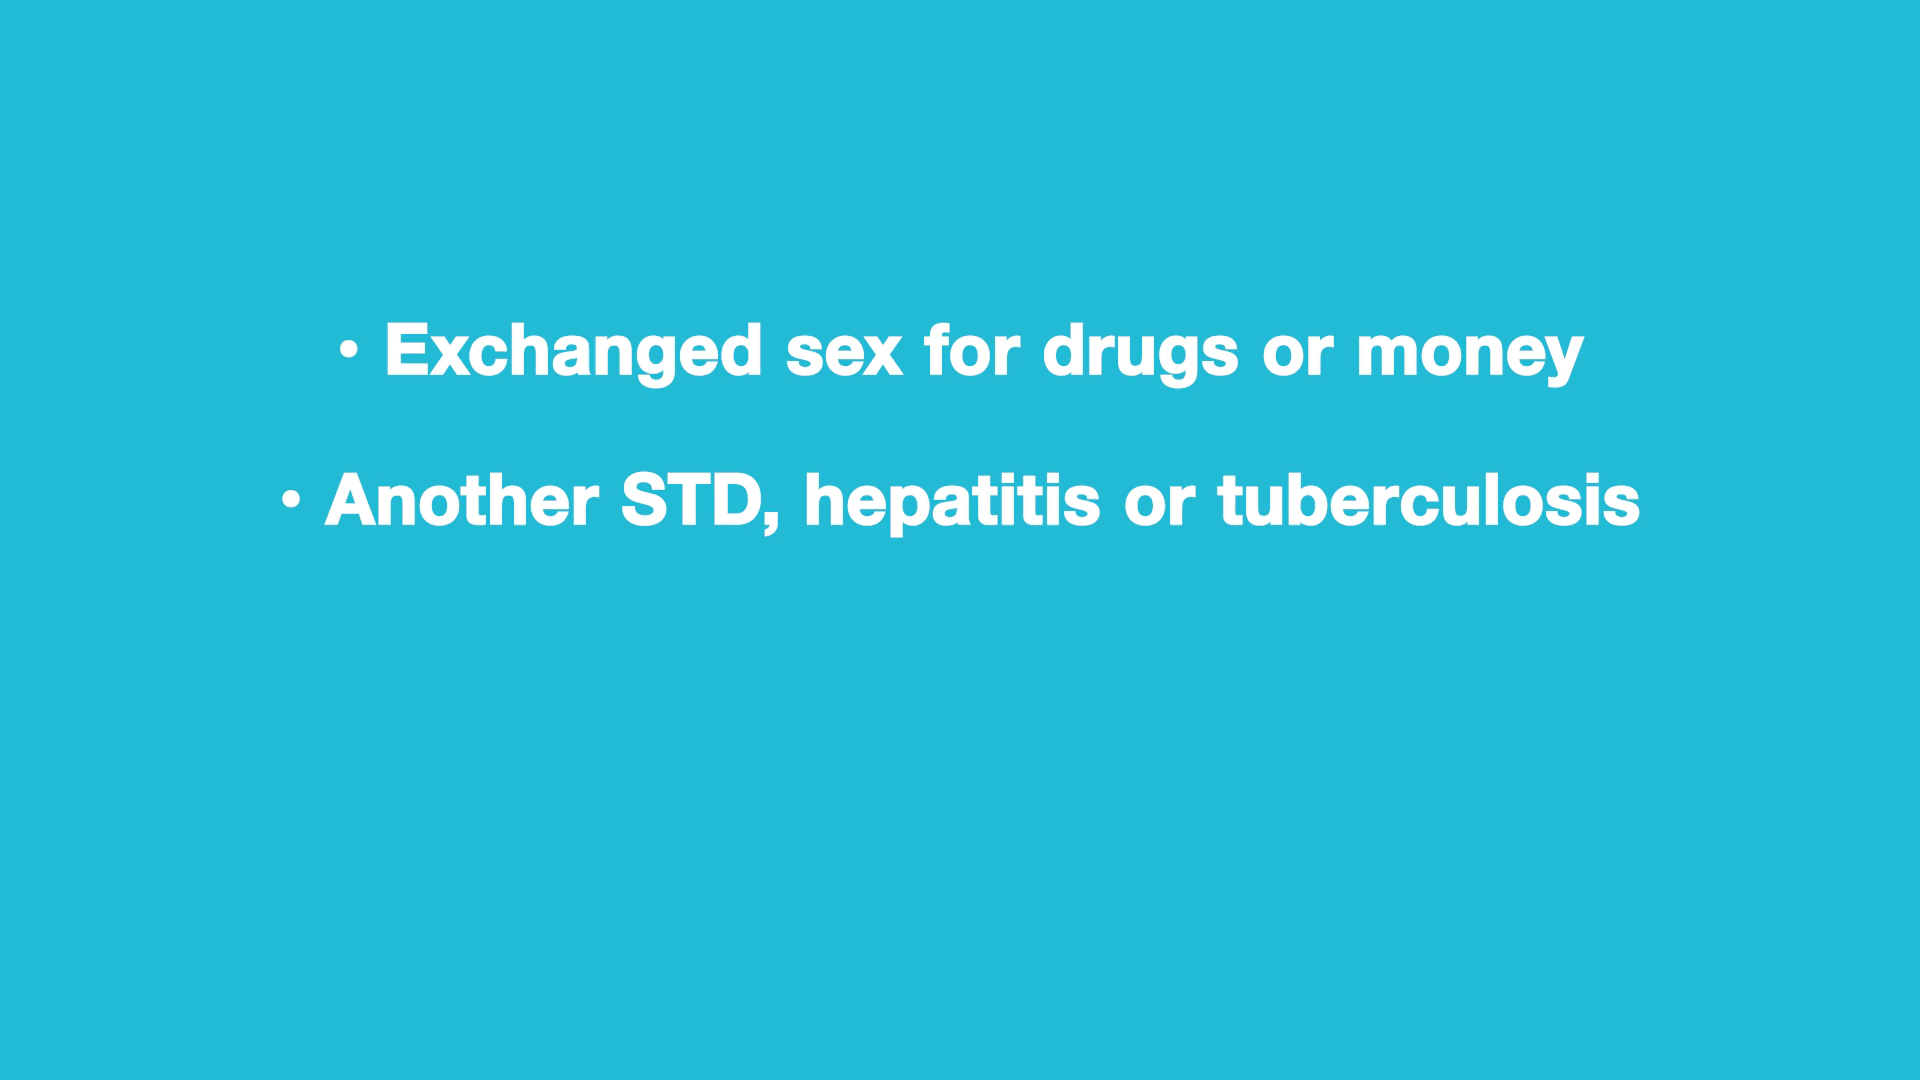 • Exchanged sex for drugs or money
• Another STD, hepatitis or tuberculosis